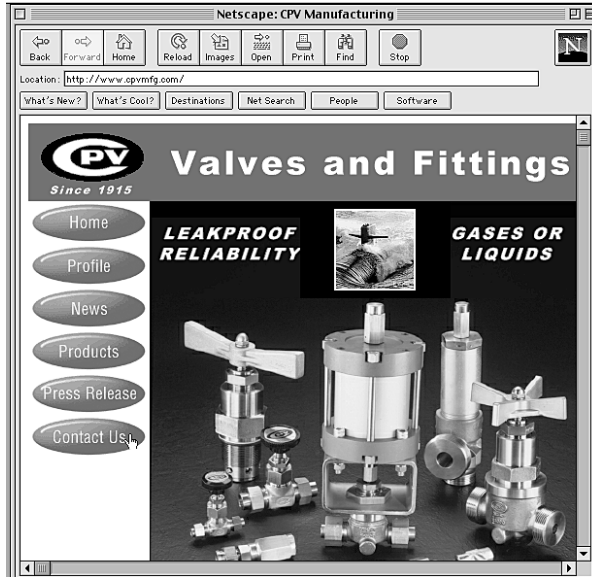 Netscape: CPV Manufacturing
Back Forward Home Reload Images Open Print Find Stop
Location: http://www.cpvmfg.com/
What's New? What's Cool? Destinations Net Search People Software
N
CPV
Since 1915
Valves and Fittings
Home
Profile
News
Products
Press Release
Contact Us
LEAKPROOF
RELIABILITY
GASES OR
LIQUIDS